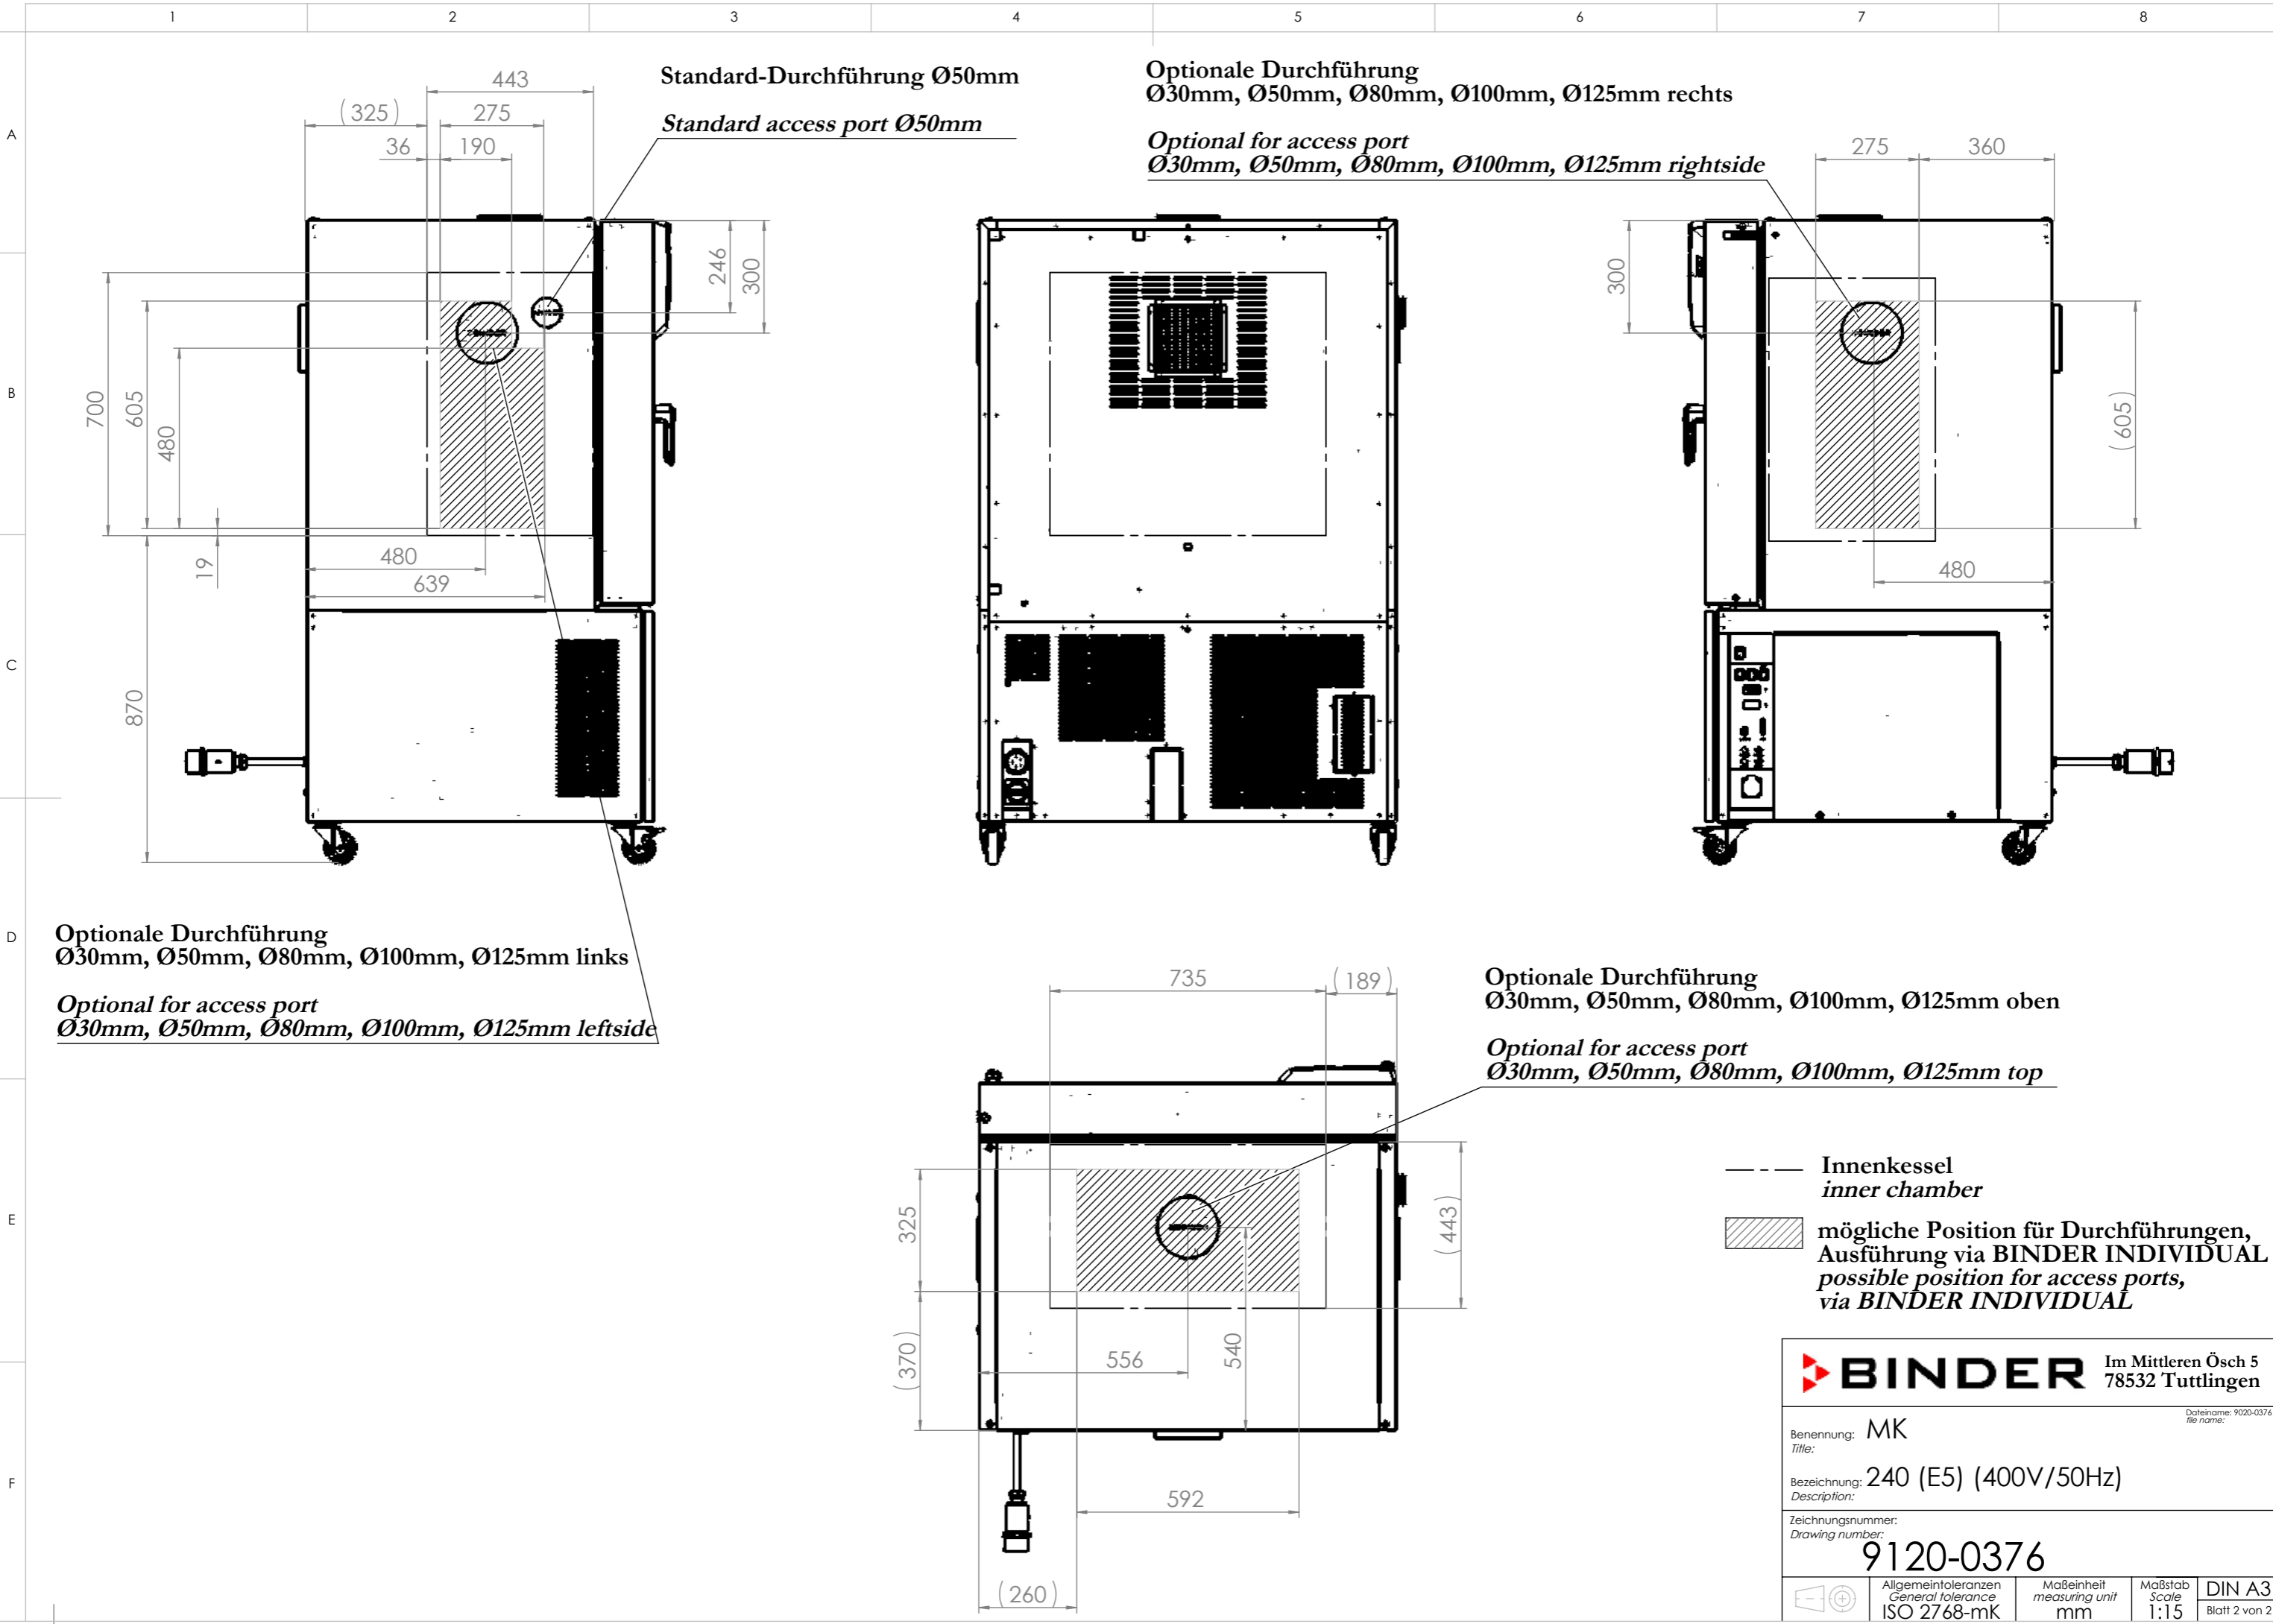 1 2 3 4 5 6 7 8
A
B
C
D
E
F
Standard-Durchführung Ø50mm
Standard access port Ø50mm
Optionale Durchführung
Ø30mm, Ø50mm, Ø80mm, Ø100mm, Ø125mm rechts
Optional for access port
Ø30mm, Ø50mm, Ø80mm, Ø100mm, Ø125mm rightside
443
(325) 275
36 190
246
300
700
605
480
19
480
639
870
275 360
300
(605)
480
Optionale Durchführung
Ø30mm, Ø50mm, Ø80mm, Ø100mm, Ø125mm links
Optional for access port
Ø30mm, Ø50mm, Ø80mm, Ø100mm, Ø125mm leftside
735 (189)
Optionale Durchführung
Ø30mm, Ø50mm, Ø80mm, Ø100mm, Ø125mm oben
Optional for access port
Ø30mm, Ø50mm, Ø80mm, Ø100mm, Ø125mm top
325
(443)
(370)
556
540
592
(260)
Innenkessel
inner chamber
mögliche Position für Durchführungen,
Ausführung via BINDER INDIVIDUAL
possible position for access ports,
via BINDER INDIVIDUAL
BINDER
Im Mittleren Ösch 5
78532 Tuttlingen
Dateiname: 9020-0376
file name:
Benennung: MK
Title:
Bezeichnung: 240 (E5) (400V/50Hz)
Description:
Zeichnungsnummer:
Drawing number:
9120-0376
Allgemeintoleranzen
General tolerance
ISO 2768-mK
Maßeinheit
measuring unit
mm
Maßstab
Scale
1:15
DIN A3
Blatt 2 von 2